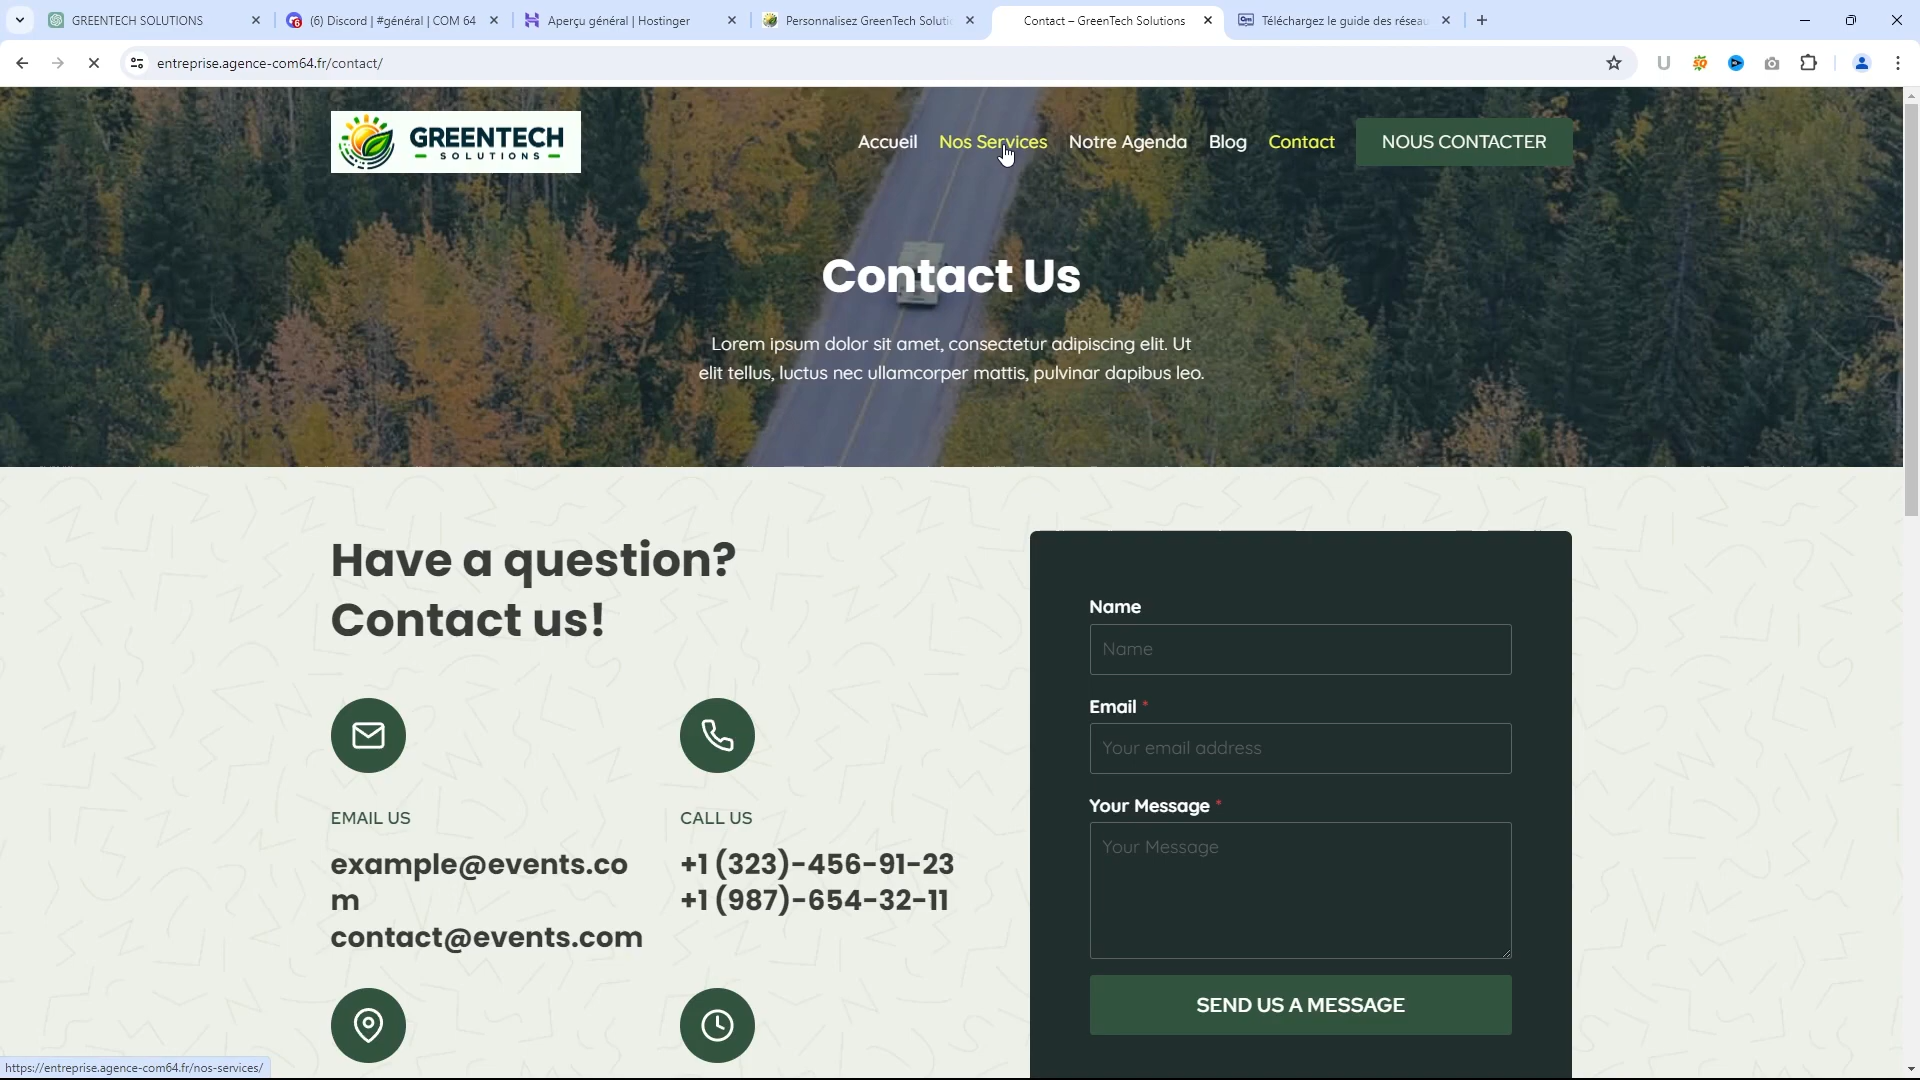 GREENTECH SOLUTIONS
(6) Discord | #général | COM 64
Aperçu général | Hostinger
Personnalisez GreenTech Soluti
Contact – GreenTech Solutions
Téléchargez le guide des résea
entreprise.agence-com64.fr/contact/
GREENTECH
SOLUTIONS
Accueil
Nos Services
Notre Agenda
Blog
Contact
NOUS CONTACTER
Contact Us
Lorem ipsum dolor sit amet, consectetur adipiscing elit. Ut
elit tellus, luctus nec ullamcorper mattis, pulvinar dapibus leo.
Have a question?
Contact us!
EMAIL US
example@events.co
m
contact@events.com
CALL US
+1 (323)-456-91-23
+1 (987)-654-32-11
Name
Name
Email *
Your email address
Your Message *
Your Message
SEND US A MESSAGE
https://entreprise.agence-com64.fr/nos-services/